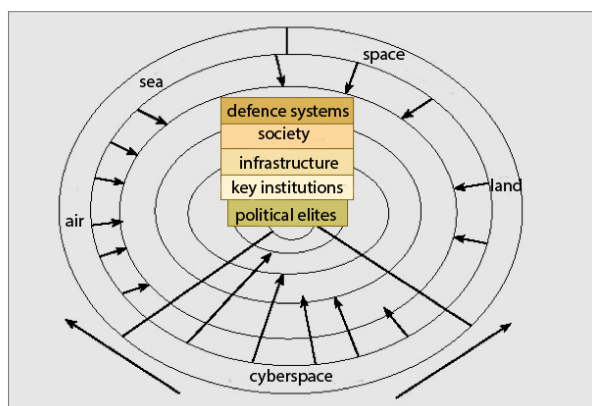 space
sea
defence systems
society
infrastructure
key institutions
land
political elites
air
cyberspace